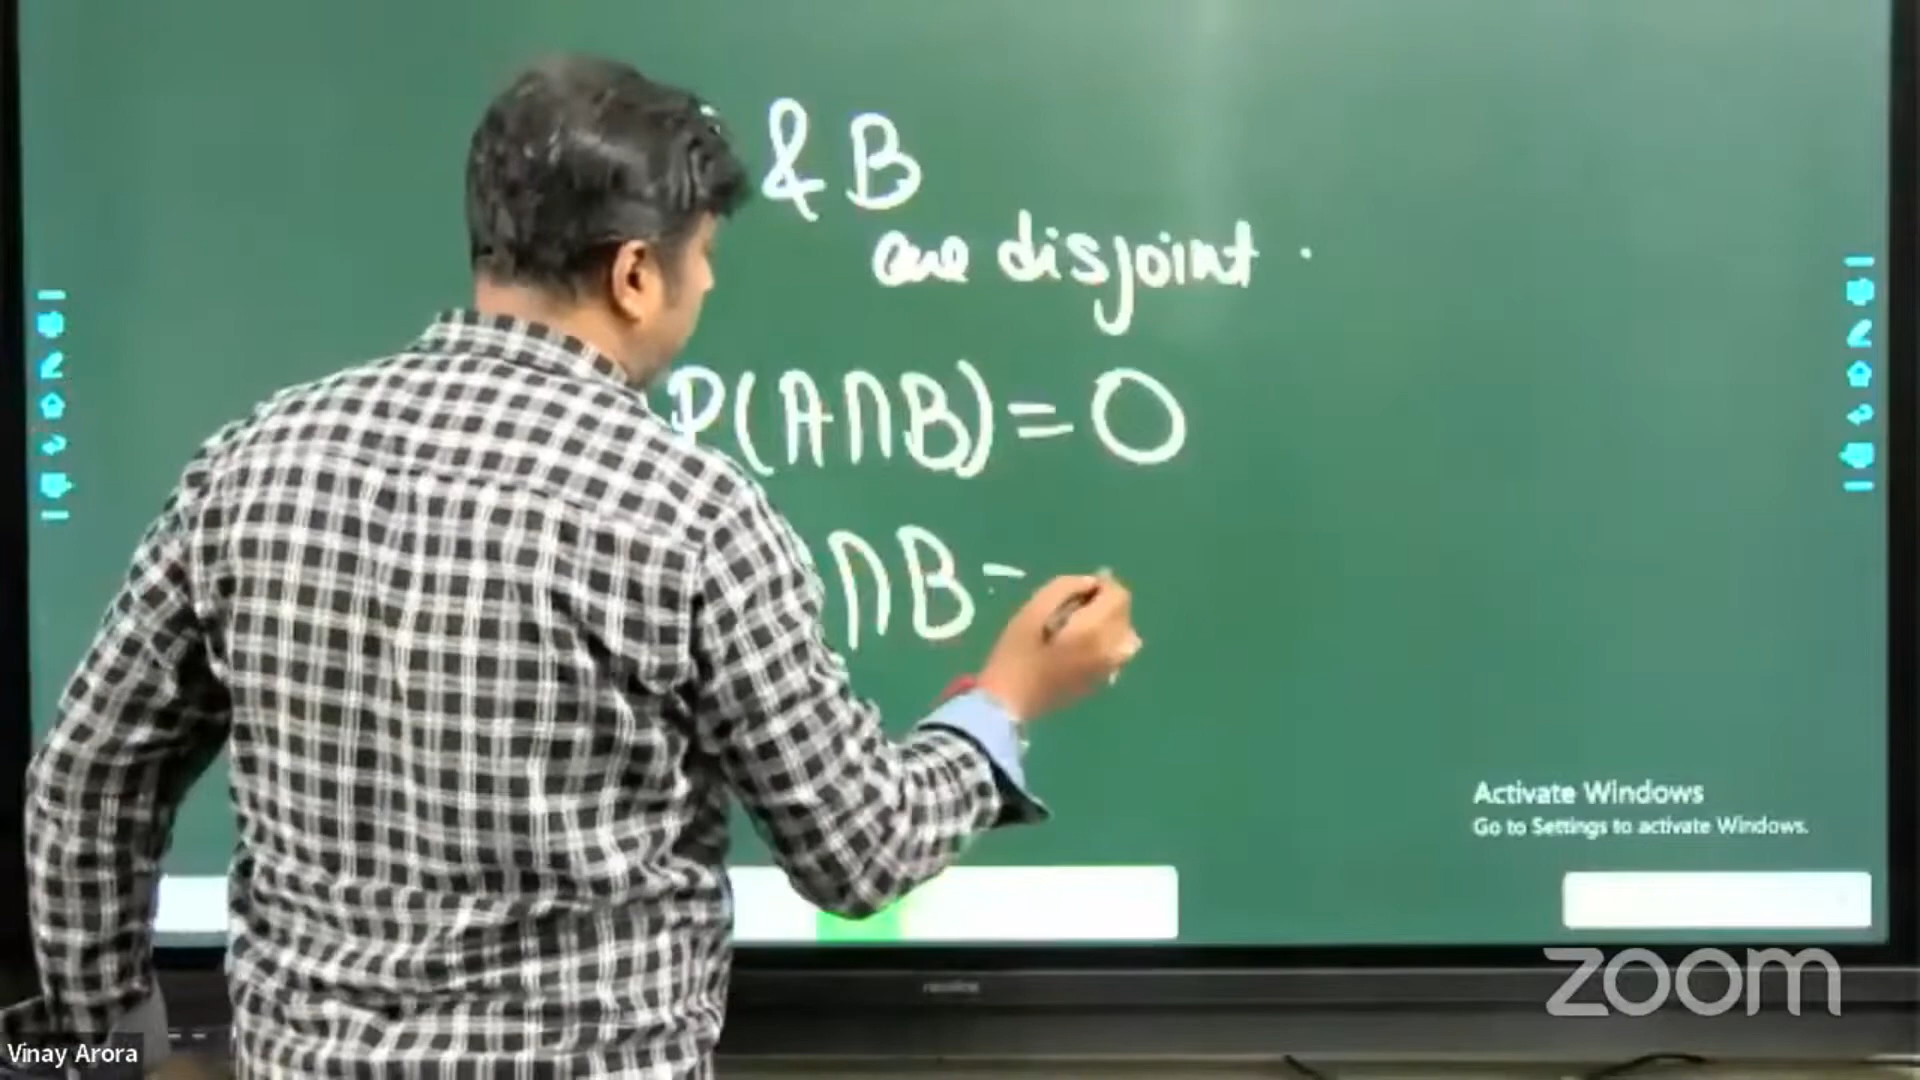 & B
are disjoint.
P(A∩B)=0
∩B=
Activate Windows
Go to Settings to activate Windows.
zoom
Vinay Arora